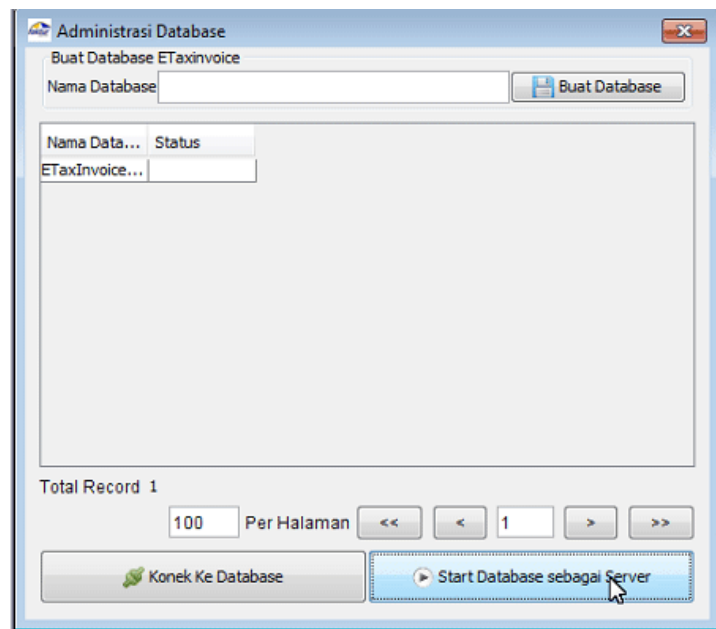 Administrasi Database
Buat Database ETaxinvoice
Nama Database
Buat Database
Nama Data... Status
ETaxInvoice...
Total Record 1
100 Per Halaman << < 1 > >>
Konek Ke Database
Start Database sebagai Server